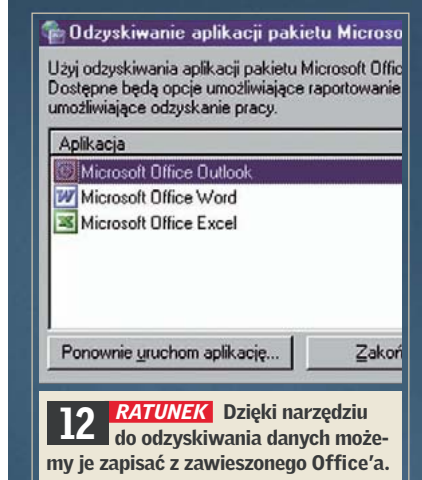 Odzyskiwanie aplikacji pakietu Microso
Użyj odzyskiwania aplikacji pakietu Microsoft Offic
Dostępne będą opcje umożliwiające raportowanie
umożliwiające odzyskanie pracy.
Aplikacja
Microsoft Office Outlook
Microsoft Office Word
Microsoft Office Excel
Ponownie uruchom aplikację... Zakoń
12 RATUNEK Dzięki narzędziu
do odzyskiwania danych może-
my je zapisać z zawieszonego Office'a.